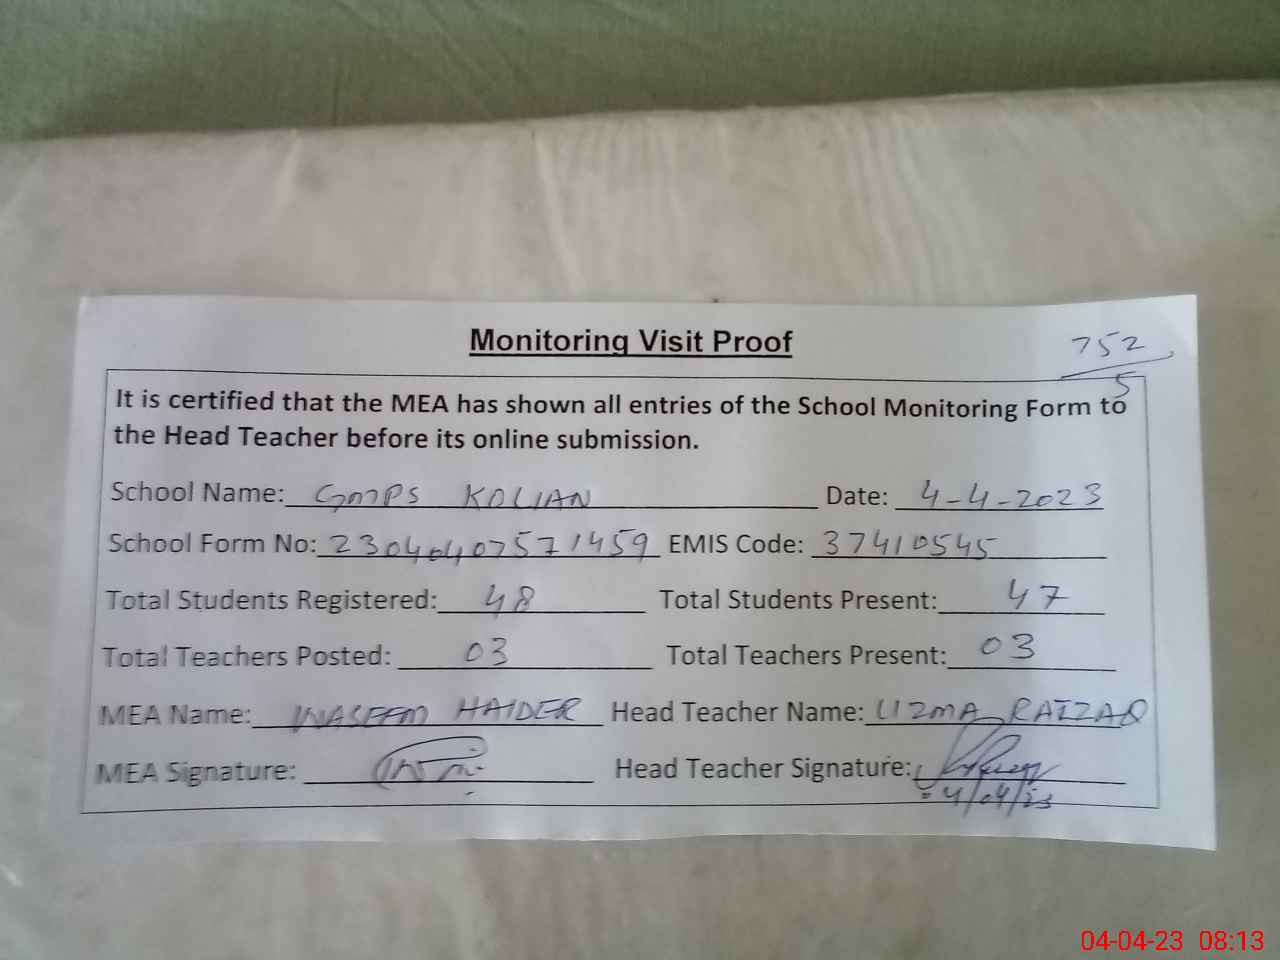 Monitoring Visit Proof
752
5
It is certified that the MEA has shown all entries of the School Monitoring Form to
the Head Teacher before its online submission.
School Name: GMPS KOLIAN Date: 4-4-2023
School Form No: 23040407571459 EMIS Code: 37410545
Total Students Registered: 48 Total Students Present: 47
Total Teachers Posted: 03 Total Teachers Present: 03
MEA Name: WASEEM HAIDER Head Teacher Name: UZMA RAZZAQ
MEA Signature: Head Teacher Signature:
4/04/23
04-04-23 08:13